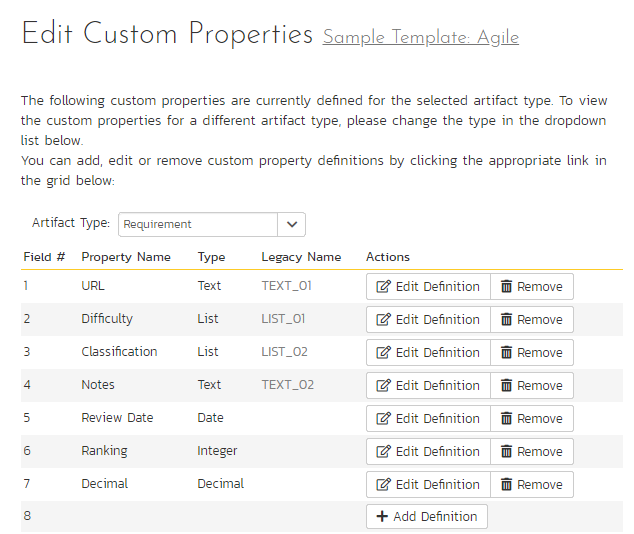 Edit Custom Properties Sample Template: Agile
The following custom properties are currently defined for the selected artifact type. To view
the custom properties for a different artifact type, please change the type in the dropdown
list below.
You can add, edit or remove custom property definitions by clicking the appropriate link in
the grid below:
Artifact Type: Requirement
Field # Property Name Type Legacy Name Actions
1 URL Text TEXT_01 Edit Definition Remove
2 Difficulty List LIST_01 Edit Definition Remove
3 Classification List LIST_02 Edit Definition Remove
4 Notes Text TEXT_02 Edit Definition Remove
5 Review Date Date Edit Definition Remove
6 Ranking Integer Edit Definition Remove
7 Decimal Decimal Edit Definition Remove
8 + Add Definition